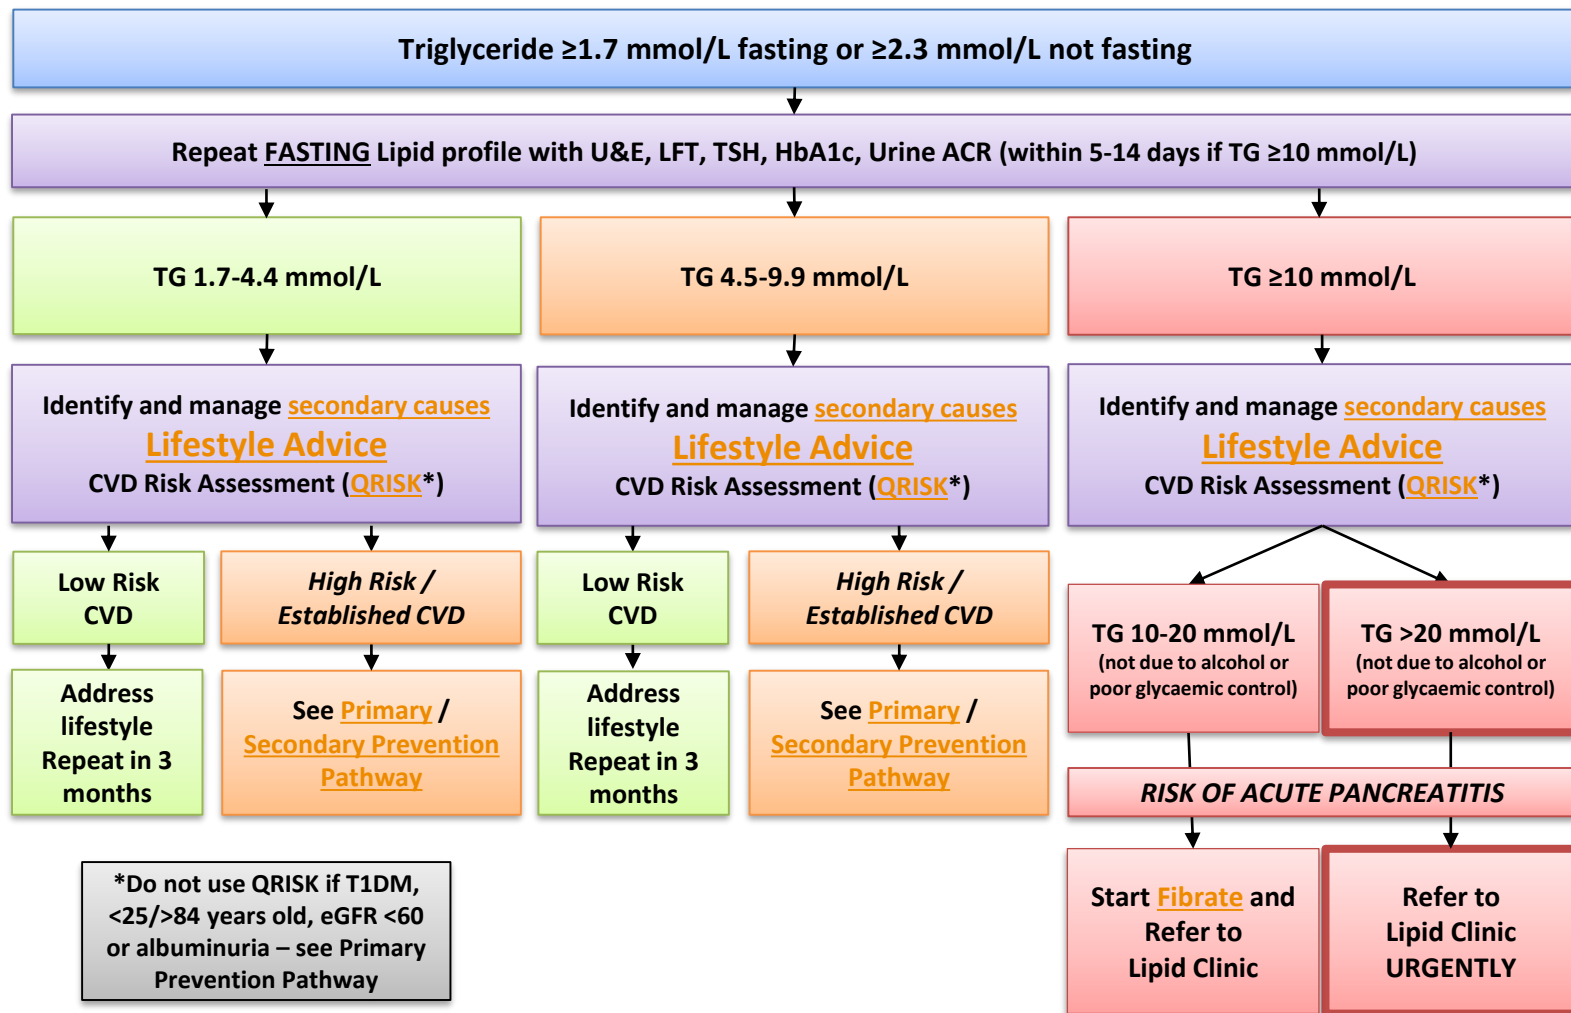 Triglyceride ≥1.7 mmol/L fasting or ≥2.3 mmol/L not fasting
Repeat FASTING Lipid profile with U&E, LFT, TSH, HbA1c, Urine ACR (within 5-14 days if TG ≥10 mmol/L)
TG 1.7-4.4 mmol/L
TG 4.5-9.9 mmol/L
TG ≥10 mmol/L
Identify and manage secondary causes
Lifestyle Advice
CVD Risk Assessment (QRISK*)
Identify and manage secondary causes
Lifestyle Advice
CVD Risk Assessment (QRISK*)
Identify and manage secondary causes
Lifestyle Advice
CVD Risk Assessment (QRISK*)
Low Risk
CVD
High Risk /
Established CVD
Low Risk
CVD
High Risk /
Established CVD
TG 10-20 mmol/L
(not due to alcohol or
poor glycaemic control)
TG >20 mmol/L
(not due to alcohol or
poor glycaemic control)
Address
lifestyle
Repeat in 3
months
See Primary /
Secondary Prevention
Pathway
Address
lifestyle
Repeat in 3
months
See Primary /
Secondary Prevention
Pathway
RISK OF ACUTE PANCREATITIS
Start Fibrate and
Refer to
Lipid Clinic
Refer to
Lipid Clinic
URGENTLY
*Do not use QRISK if T1DM,
<25/>84 years old, eGFR <60
or albuminuria – see Primary
Prevention Pathway